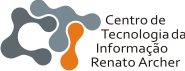 Centro de
Tecnologia da
Informação
Renato Archer